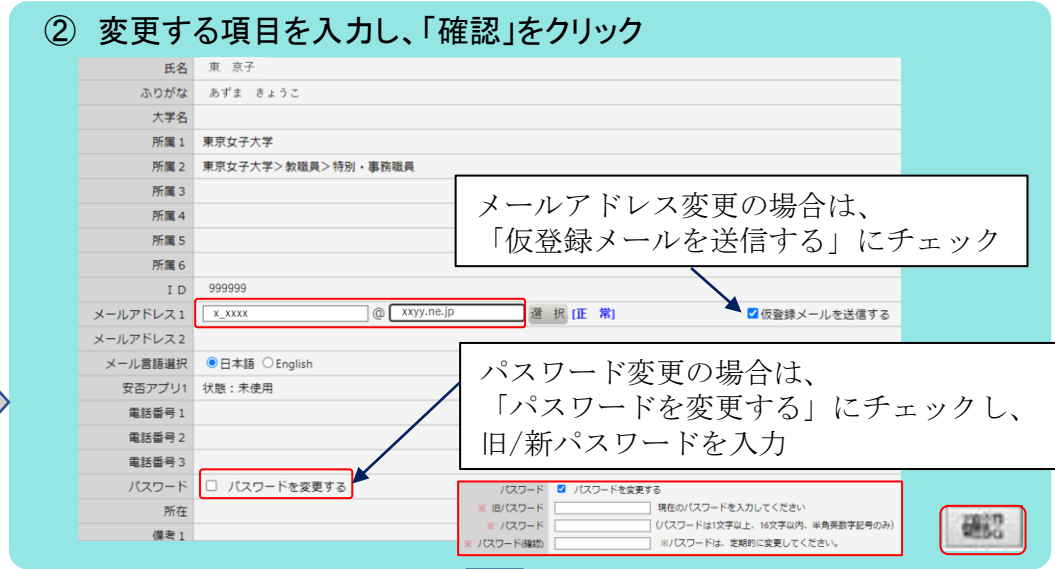 ② 変更する項目を入力し、「確認」をクリック
氏名 東 京子
ふりがな あずま きょうこ
大学名
所属1 東京女子大学
所属2 東京女子大学>教職員>特別・事務職員
所属3
所属4
所属5
所属6
メールアドレス変更の場合は、
「仮登録メールを送信する」にチェック
ID 999999
メールアドレス1 x_xxxx @ xxyy.ne.jp 選 択 [正 常] 仮登録メールを送信する
メールアドレス2
メール言語選択 日本語 English
安否アプリ1 状態：未使用
電話番号1
電話番号2
電話番号3
パスワード変更の場合は、
「パスワードを変更する」にチェックし、
旧/新パスワードを入力
パスワード パスワードを変更する
所在
備考1
パスワード パスワードを変更する
※ 旧パスワード 現在のパスワードを入力してください
※ パスワード (パスワードは1文字以上、16文字以内、半角英数字記号のみ)
※ パスワード(確認) ※パスワードは、定期的に変更してください。